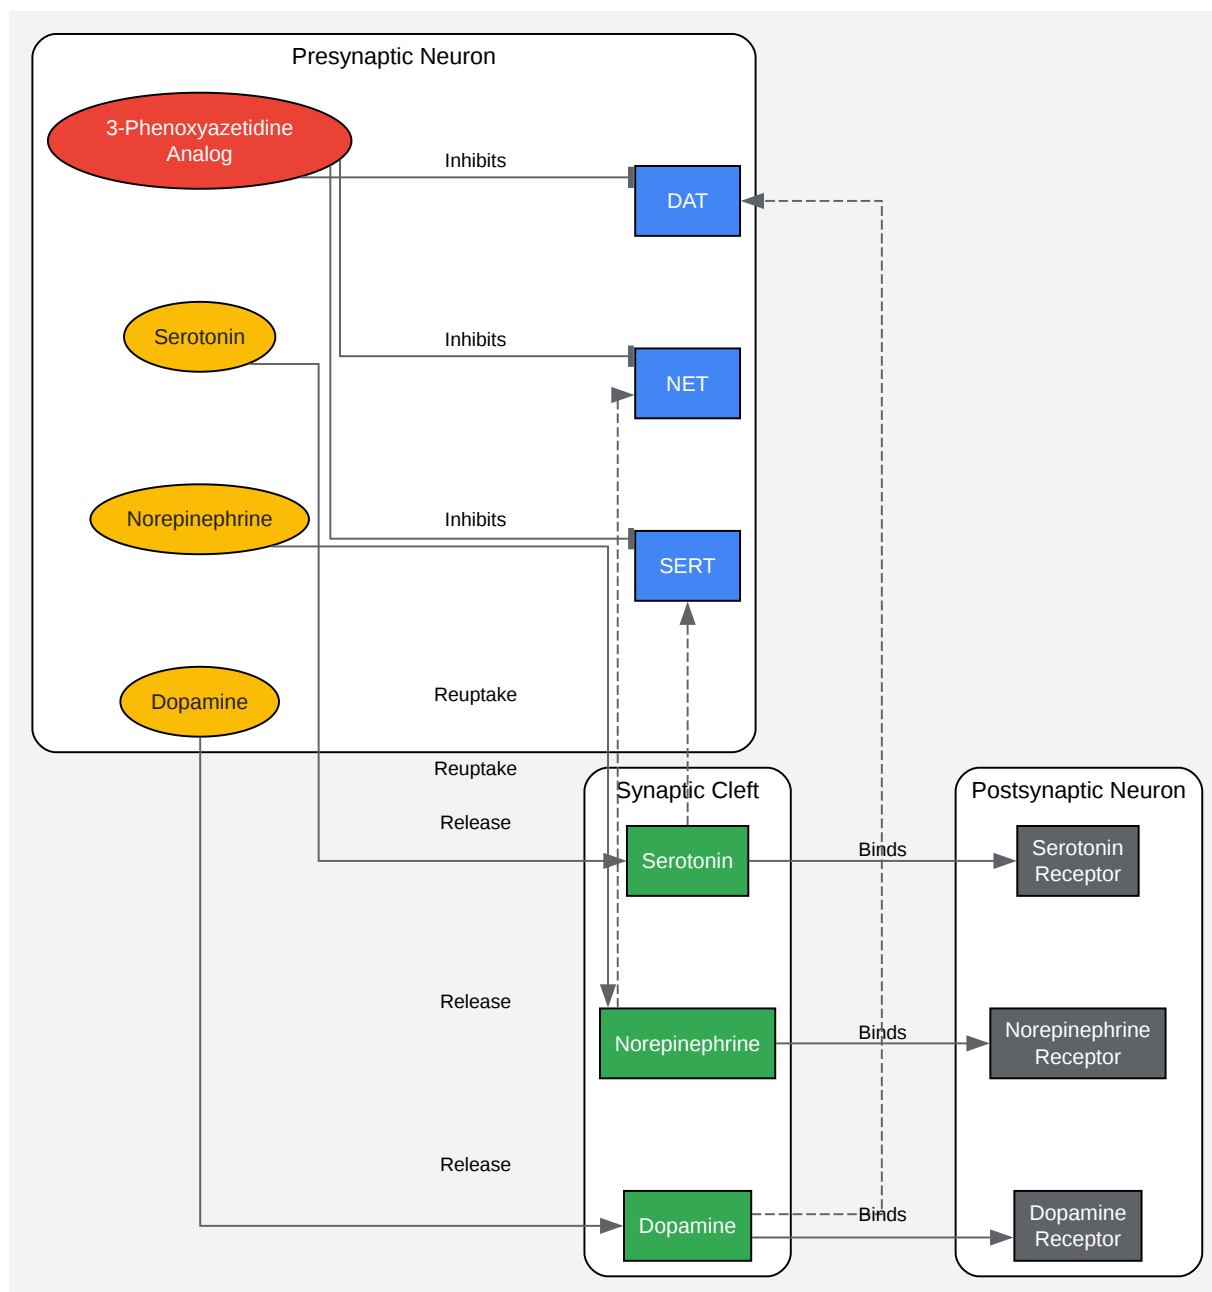 Presynaptic Neuron
3-Phenoxyazetidine
Analog
Inhibits
DAT
Serotonin
Inhibits
NET
Norepinephrine
Inhibits
SERT
Dopamine
Reuptake
Reuptake
Synaptic Cleft
Postsynaptic Neuron
Release
Serotonin
Binds
Serotonin
Receptor
Release
Norepinephrine
Binds
Norepinephrine
Receptor
Release
Dopamine
Binds
Dopamine
Receptor